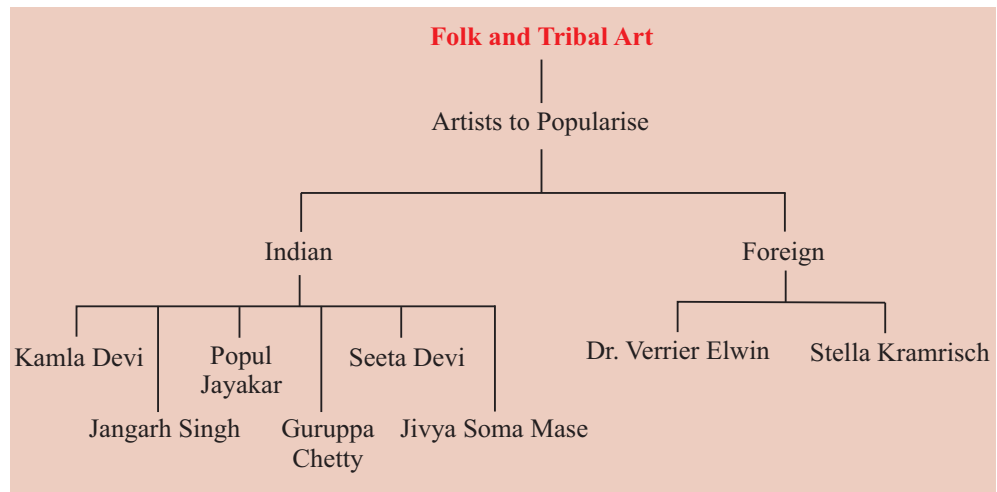 Folk and Tribal Art
Artists to Popularise
Indian
Foreign
Kamla Devi
Popul
Jayakar
Seeta Devi
Dr. Verrier Elwin
Stella Kramrisch
Jangarh Singh
Guruppa
Chetty
Jivya Soma Mase